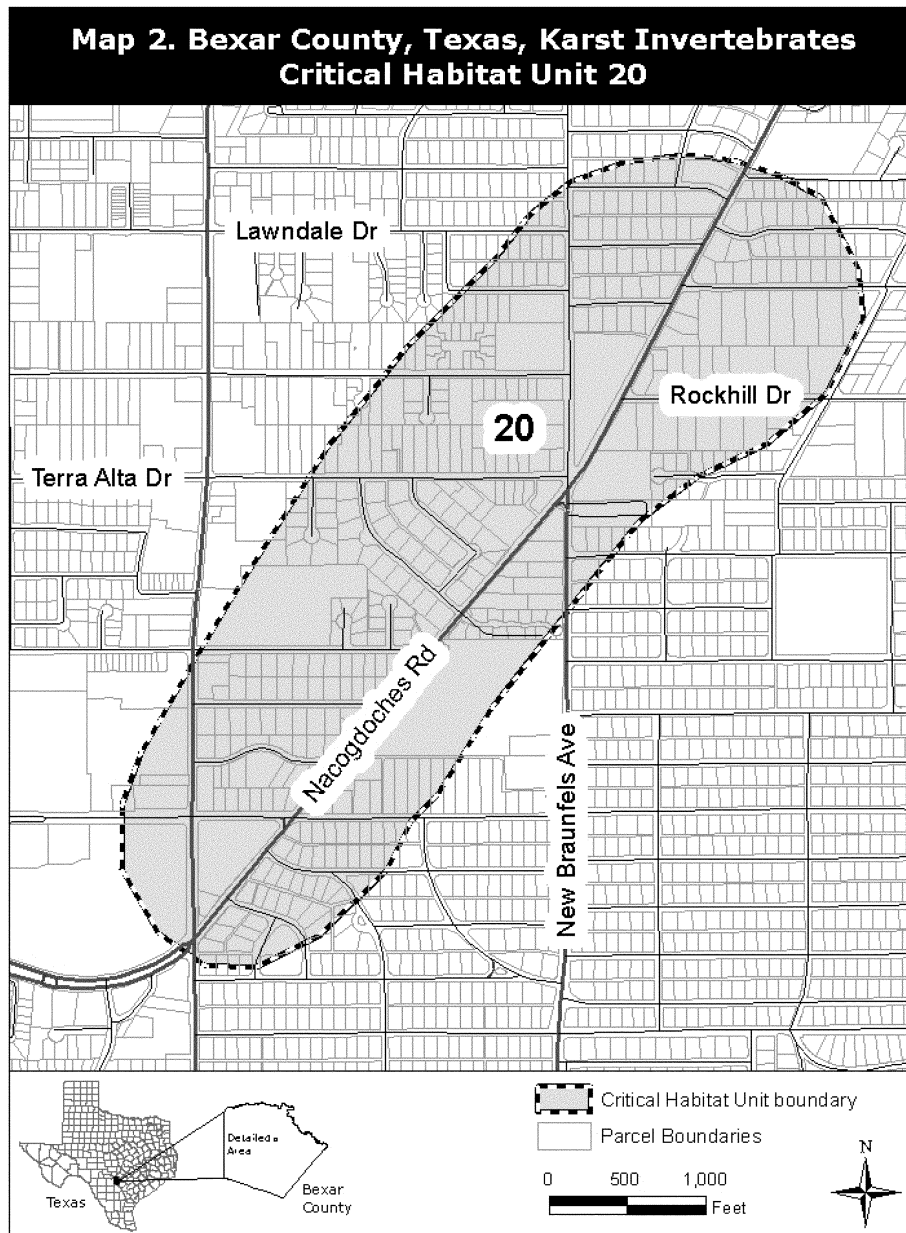 Map 2. Bexar County, Texas, Karst Invertebrates
Critical Habitat Unit 20
Lawndale Dr
Rockhill Dr
20
Terra Alta Dr
Nacogdoches Rd
New Braunfels Ave
Critical Habitat Unit boundary
Parcel Boundaries
0 500 1,000
Feet
N
Detailed
Area
Texas
Bexar
County